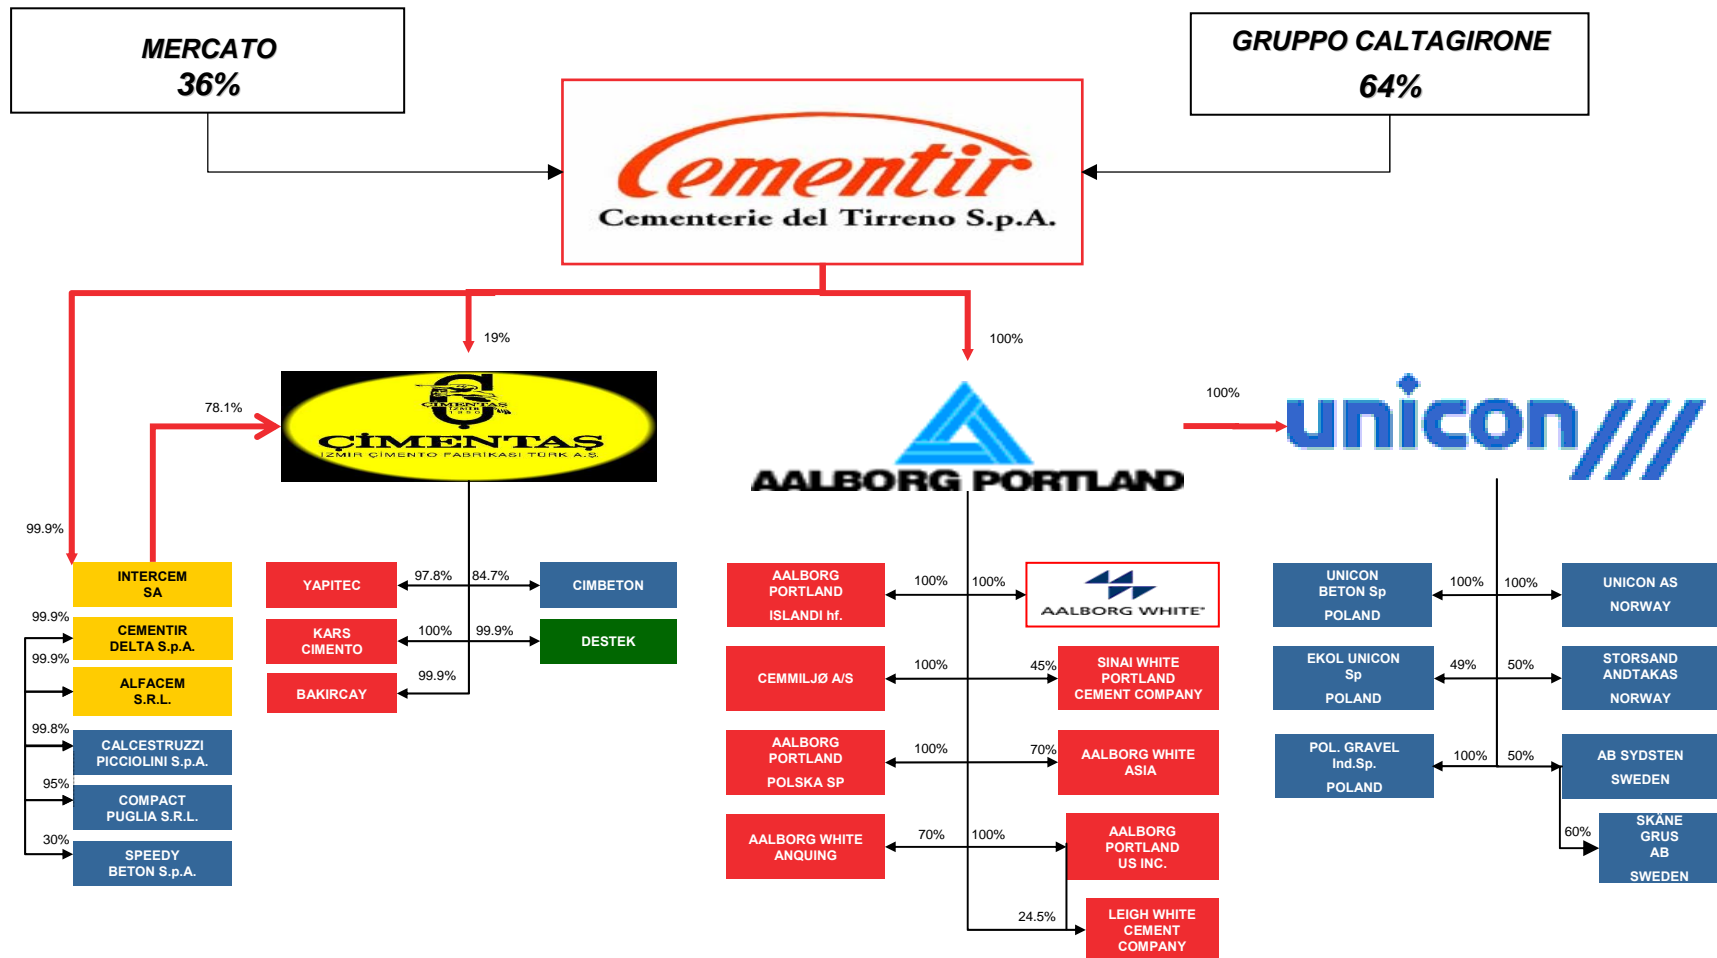 MERCATO
36%
GRUPPO CALTAGIRONE
64%
Cementir
Cementerie del Tirreno S.p.A.
19%
100%
78.1%
100%
99.9%
ÇİMENTAŞ
İZMİR
1950
ÇİMENTAŞ
İZMİR ÇİMENTO FABRİKASI TÜRK A.Ş.
AALBORG PORTLAND
unicon
INTERCEM
SA
99.9%
CEMENTIR
DELTA S.p.A.
99.9%
ALFACEM
S.R.L.
99.8%
CALCESTRUZZI
PICCIOLINI S.p.A.
95%
COMPACT
PUGLIA S.R.L.
30%
SPEEDY
BETON S.p.A.
YAPITEC
97.8%
84.7%
CIMBETON
KARS
CIMENTO
100%
99.9%
DESTEK
BAKIRCAY
99.9%
AALBORG
PORTLAND
ISLANDI hf.
100%
100%
AALBORG WHITE®
CEMMILJØ A/S
100%
45%
SINAI WHITE
PORTLAND
CEMENT COMPANY
AALBORG
PORTLAND
POLSKA SP
100%
70%
AALBORG WHITE
ASIA
AALBORG WHITE
ANQUING
70%
100%
AALBORG
PORTLAND
US INC.
24.5%
LEIGH WHITE
CEMENT
COMPANY
UNICON
BETON Sp
POLAND
100%
100%
UNICON AS
NORWAY
EKOL UNICON
Sp
POLAND
49%
50%
STORSAND
ANDTAKAS
NORWAY
POL. GRAVEL
Ind.Sp.
POLAND
100%
50%
AB SYDSTEN
SWEDEN
60%
SKÄNE
GRUS
AB
SWEDEN